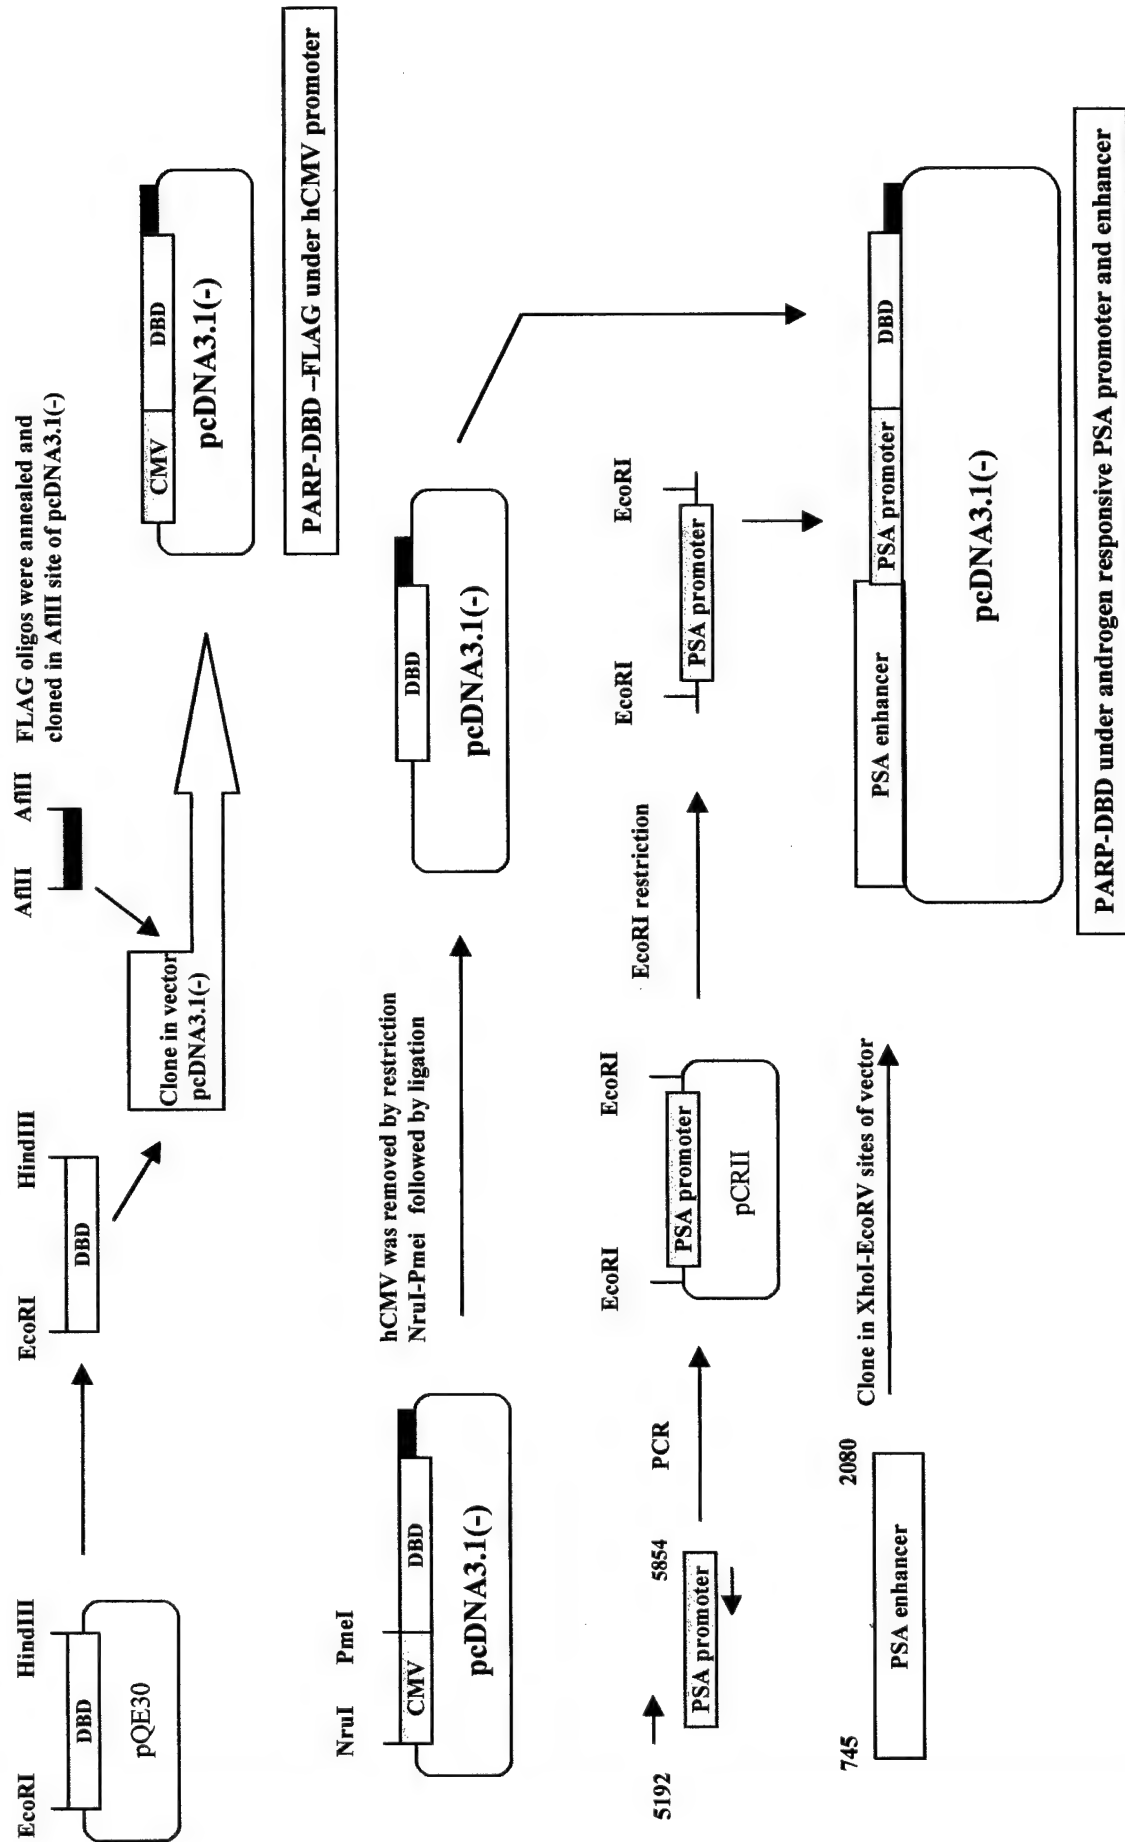 EcoRI
HindIII
DBD
pQE30
EcoRI
HindIII
DBD
AflII
AflII
FLAG oligos were annealed and
cloned in AflII site of pcDNA3.1(-)
Clone in vector
pcDNA3.1(-)
CMV
DBD
pcDNA3.1(-)
PARP-DBD –FLAG under hCMV promoter
NruI
PmeI
CMV
DBD
pcDNA3.1(-)
hCMV was removed by restriction
NruI-Pmei followed by ligation
DBD
pcDNA3.1(-)
5192
5854
PSA promoter
PCR
EcoRI
EcoRI
PSA promoter
pCRII
EcoRI restriction
EcoRI
EcoRI
PSA promoter
745
2080
PSA enhancer
Clone in XhoI-EcoRV sites of vector
PSA enhancer
PSA promoter
DBD
pcDNA3.1(-)
PARP-DBD under androgen responsive PSA promoter and enhancer